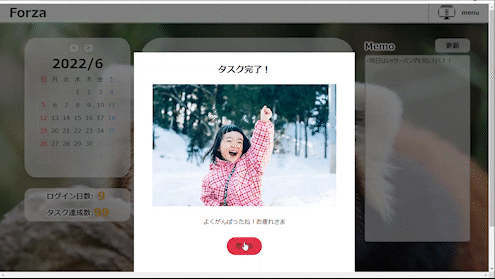 Forza
menu
2022/6
日 月 火 水 木 金 土
1 2 3 4
5 6 7 8 9 10 11
12 13 14 15 16 17 18
19 20 21 22 23 24 25
26 27 28 29 30
ログイン日数: 9
タスク達成数:
タスク完了！
よくがんばったね！お疲れさま
Memo
更新